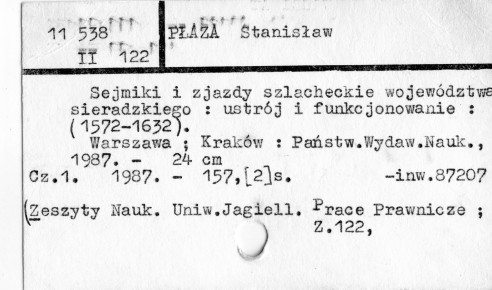 11 538 PŁAZA Stanisław
II 122
Sejmiki i zjazdy szlacheckie województwa
sieradzkiego : ustrój i funkcjonowanie :
(1572-1632).
Warszawa ; Kraków : Państw.Wydaw.Nauk.,
1987. - 24 cm
Cz.1. 1987. - 157,[2]s. -inw.87207
(Zeszyty Nauk. Uniw.Jagiell. Prace Prawnicze ;
Z.122,